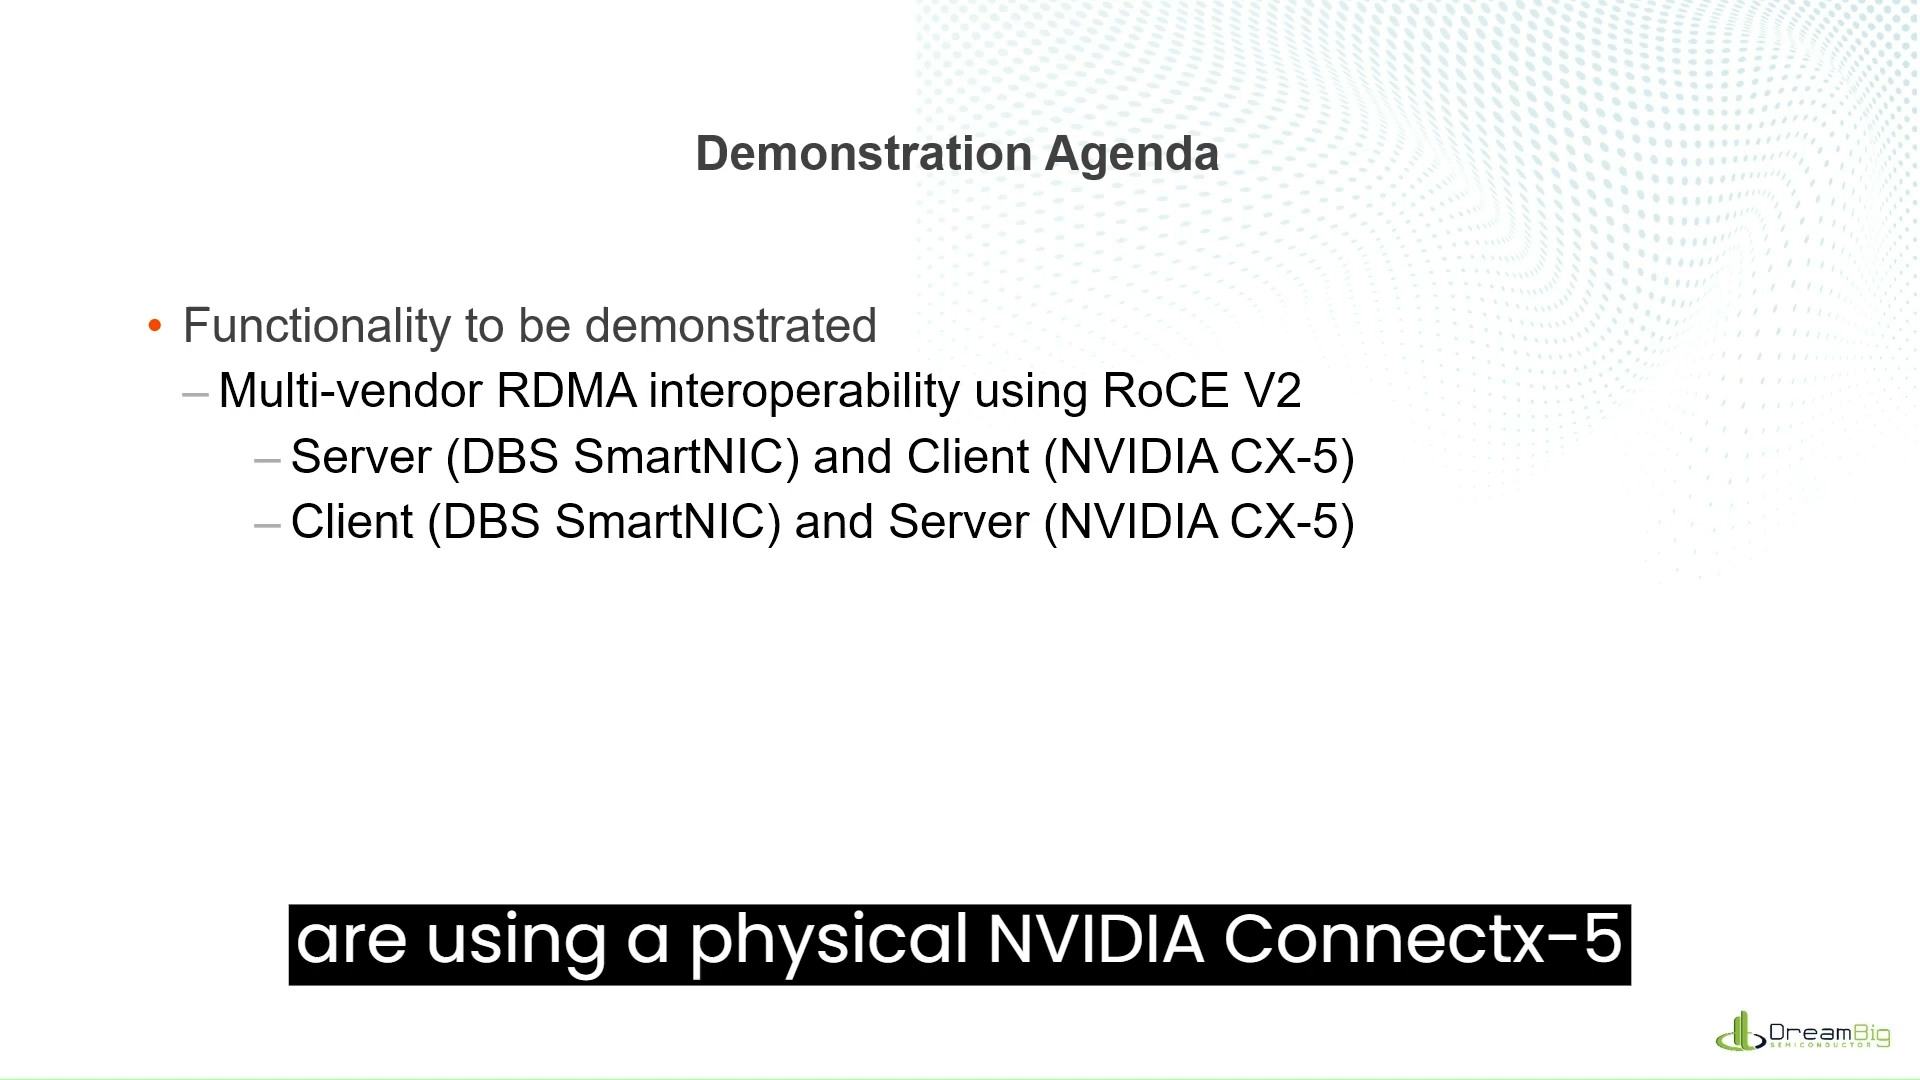 Demonstration Agenda
• Functionality to be demonstrated
– Multi-vendor RDMA interoperability using RoCE V2
– Server (DBS SmartNIC) and Client (NVIDIA CX-5)
– Client (DBS SmartNIC) and Server (NVIDIA CX-5)
are using a physical NVIDIA Connectx-5
DreamBig
SEMICONDUCTOR